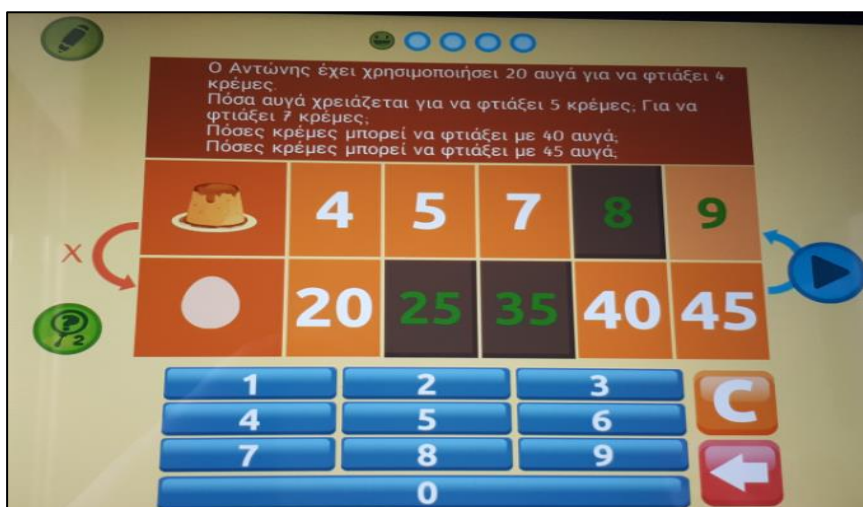 Ο Αντώνης έχει χρησιμοποιήσει 20 αυγά για να φτιάξει 4
κρέμες.
Πόσα αυγά χρειάζεται για να φτιάξει 5 κρέμες; Για να
φτιάξει 7 κρέμες;
Πόσες κρέμες μπορεί να φτιάξει με 40 αυγά;
Πόσες κρέμες μπορεί να φτιάξει με 45 αυγά;
4 5 7 8 9
x
20 25 35 40 45
?2
1 2 3 C
4 5 6
7 8 9
0